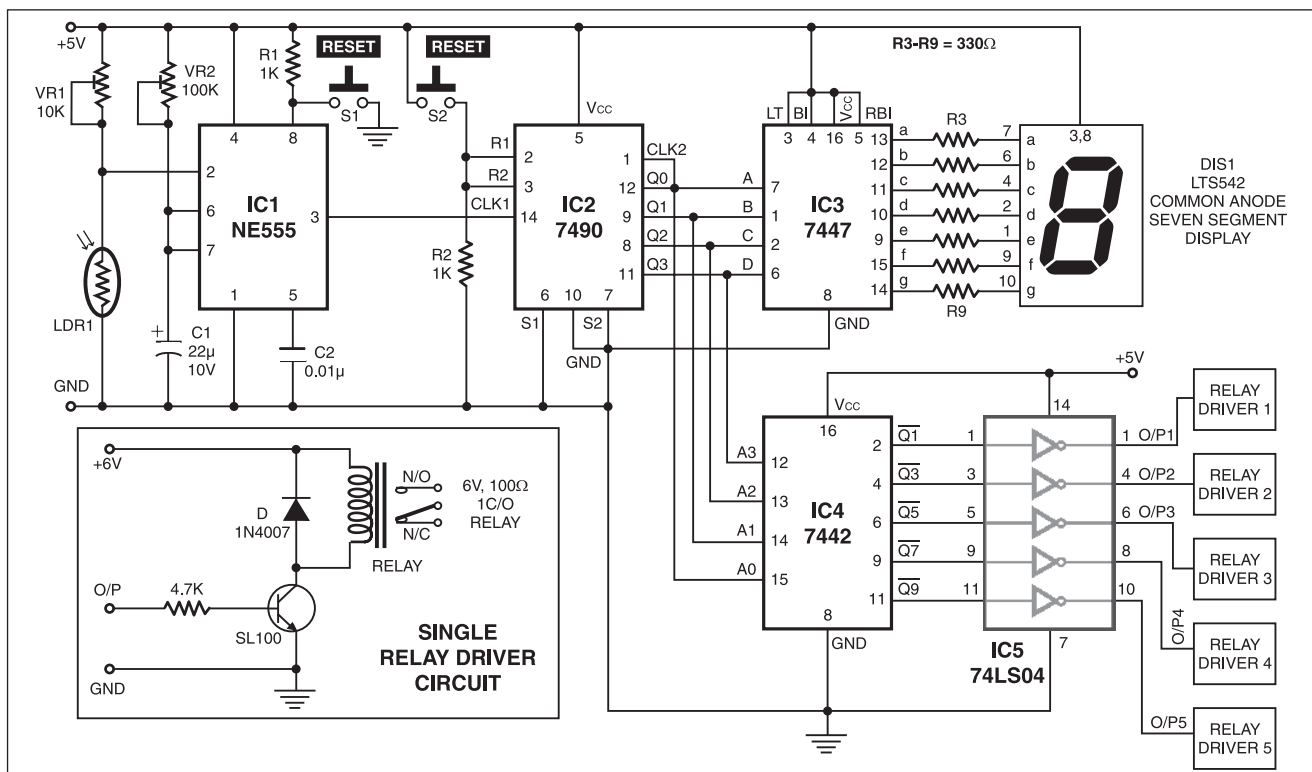 +5V
VR1
10K
VR2
100K
R1
1K
RESET
S1
RESET
S2
R3-R9 = 330Ω
4
8
2
6
7
3
1
5
IC1
NE555
LDR1
C1
22µ
10V
+
C2
0.01µ
GND
R1
R2
CLK1
R2
1K
Vcc
5
2
3
14
1
12
9
8
11
6
10
7
IC2
7490
S1
S2
GND
CLK2
Q0
Q1
Q2
Q3
A
B
C
D
LT
BI
Vcc
RBI
3
4
16
5
7
1
2
6
8
IC3
7447
GND
13
12
11
10
9
15
14
a
b
c
d
e
f
g
R3
R9
7
6
4
2
1
9
10
3,8
a
b
c
d
e
f
g
DIS1
LTS542
COMMON ANODE
SEVEN SEGMENT
DISPLAY
+5V
Vcc
16
A3
A2
A1
A0
12
13
14
15
IC4
7442
8
GND
2
4
6
9
11
Q1
Q3
Q5
Q7
Q9
1
3
5
9
11
14
7
IC5
74LS04
1
4
6
8
10
O/P1
O/P2
O/P3
O/P4
O/P5
RELAY
DRIVER 1
RELAY
DRIVER 2
RELAY
DRIVER 3
RELAY
DRIVER 4
RELAY
DRIVER 5
+6V
D
1N4007
N/O
N/C
6V, 100Ω
1C/O
RELAY
RELAY
O/P
4.7K
SL100
GND
SINGLE
RELAY DRIVER
CIRCUIT